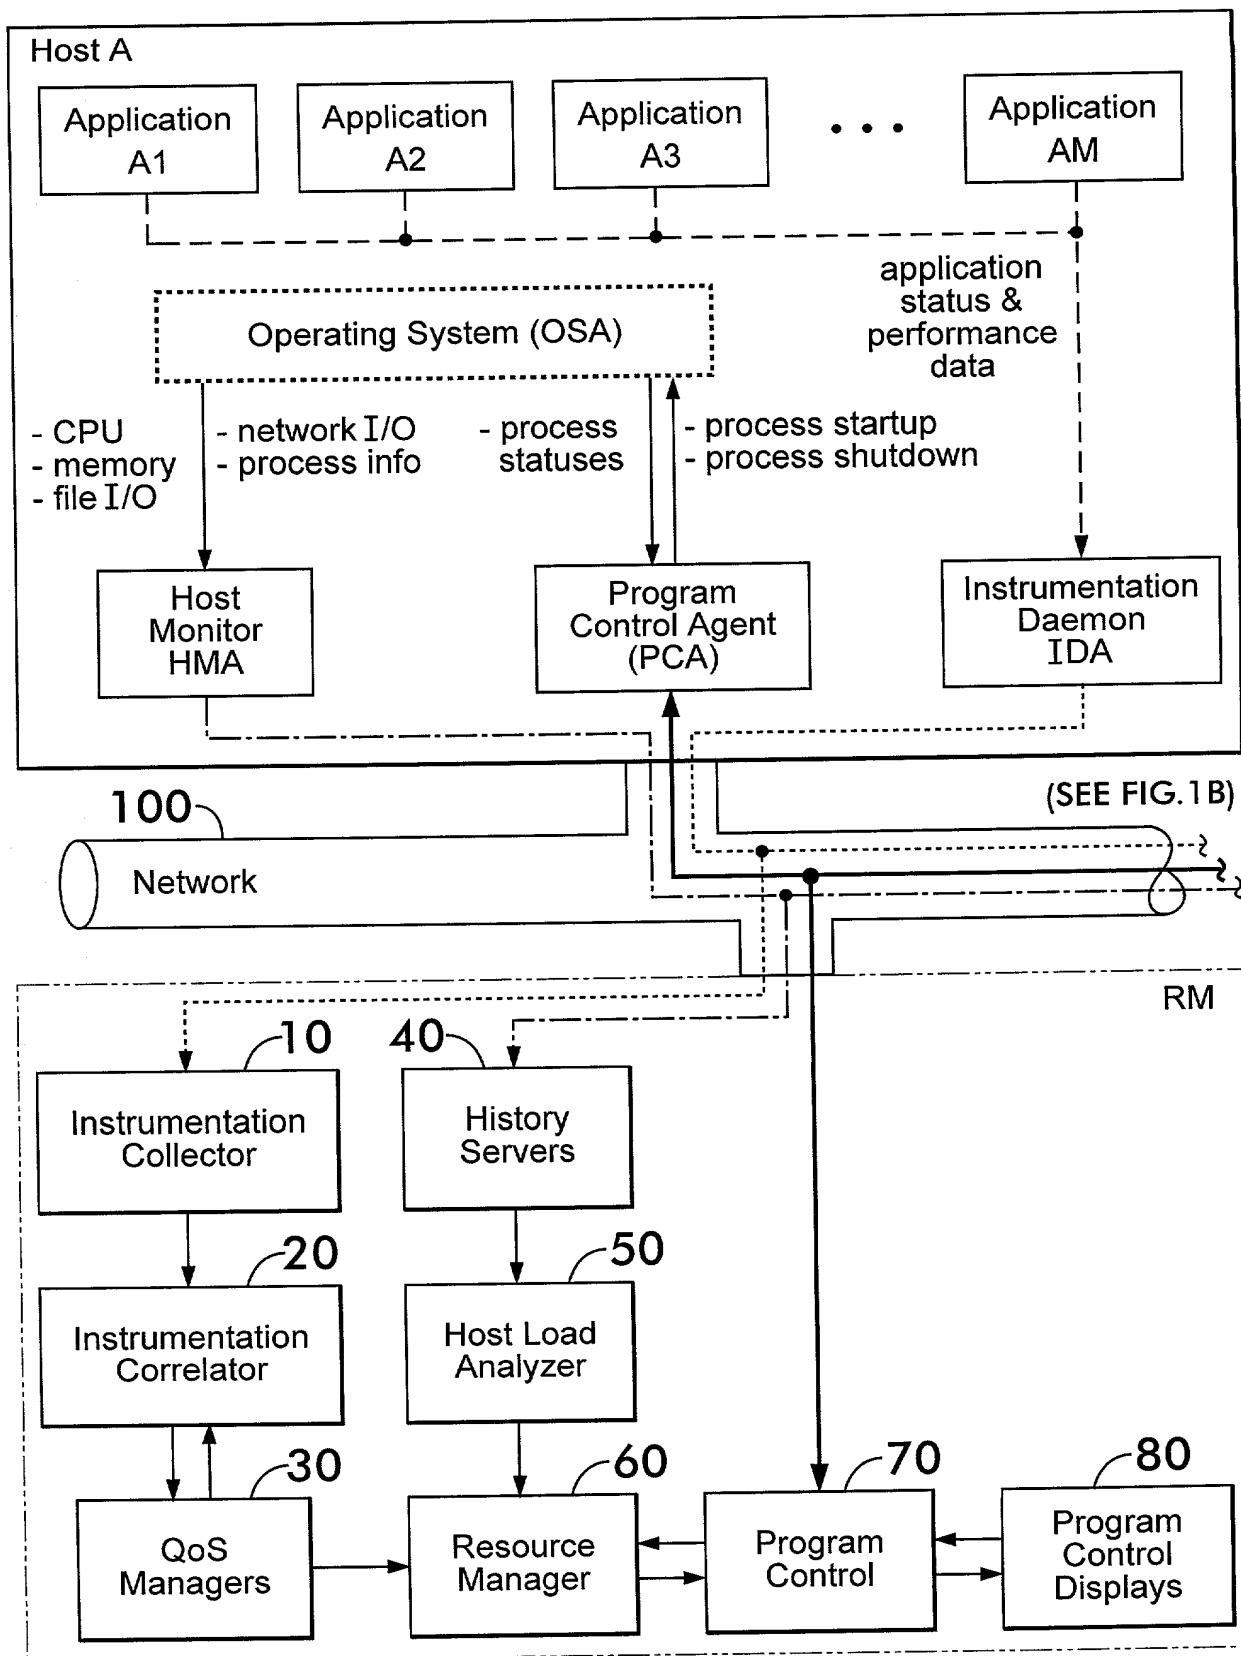 Host A
Application
A1
Application
A2
Application
A3
• • •
Application
AM
application
status &
performance
data
Operating System (OSA)
- CPU
- memory
- file I/O
- network I/O
- process info
- process
statuses
- process startup
- process shutdown
Host
Monitor
HMA
Program
Control Agent
(PCA)
Instrumentation
Daemon
IDA
(SEE FIG.1B)
100
Network
RM
10
Instrumentation
Collector
40
History
Servers
20
Instrumentation
Correlator
50
Host Load
Analyzer
30
QoS
Managers
60
Resource
Manager
70
Program
Control
80
Program
Control
Displays